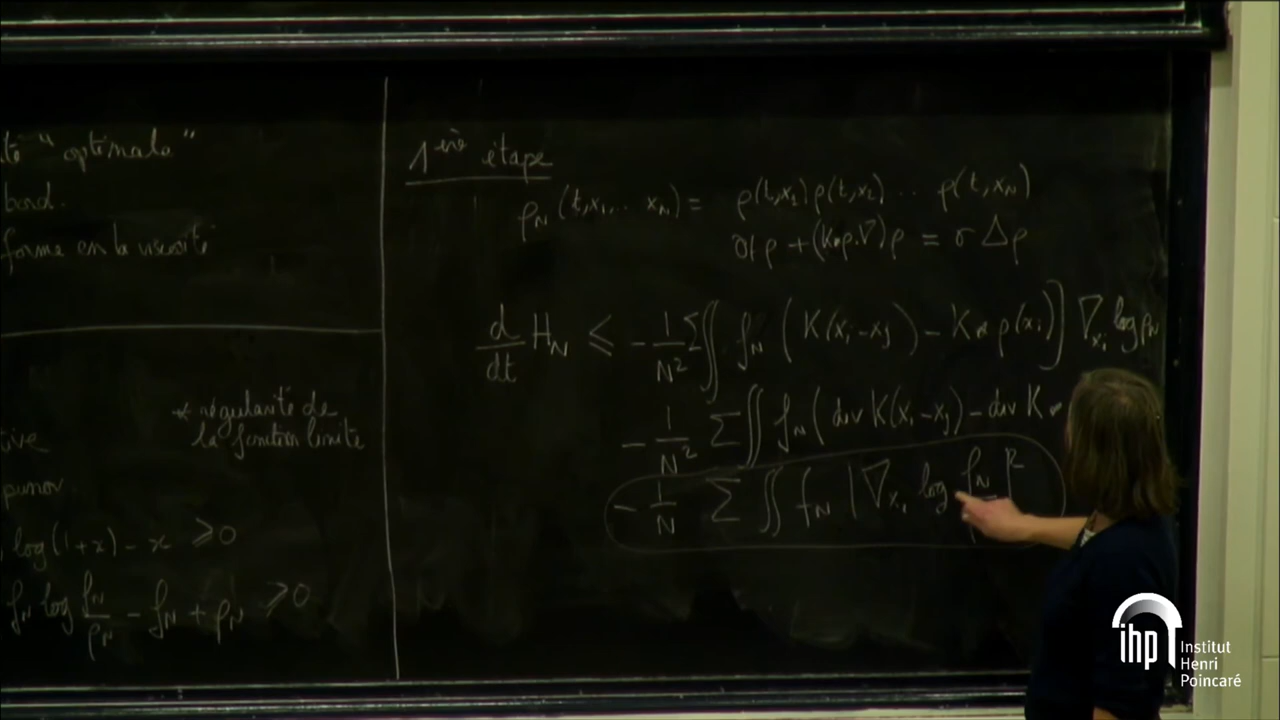 "optimale"
bord.
forme en la viscosité
* régularité de
la fonction limite
tive
log(1+x) - x ⩾ 0
f_N log f_N/ρ_N - f_N + ρ_N ⩾ 0
1ère étape
ρ_N (t,x_1, ... x_N) = ρ(t,x_1) ρ(t,x_2) ... ρ(t,x_N)
∂t ρ + (K*ρ.∇)ρ = σ Δρ
d/dt H_N ⩽ - 1/N² Σ ∬ f_N ( K(x_i-x_j) - K*ρ(x_i) ) ∇_{x_i} log ρ_N
- 1/N² Σ ∬ f_N ( div K(x_i-x_j) - div K *
- 1/N Σ ∬ f_N | ∇_{x_i} log f_N |²
ihp Institut
Henri
Poincaré